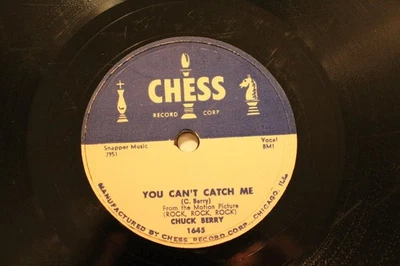 CHESS
RECORD CORP
Snapper Music Vocal
7951 BMI
YOU CAN'T CATCH ME
(C. Berry)
From the Motion Picture
(ROCK, ROCK, ROCK)
CHUCK BERRY
1645
MANUFACTURED BY CHESS RECORD CORP., CHICAGO, ILL.